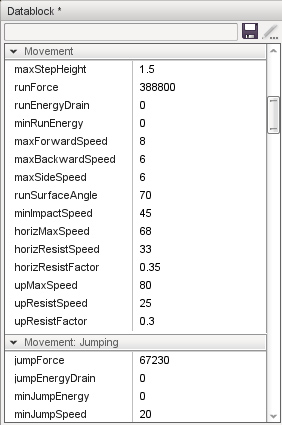 Datablock *
Movement
maxStepHeight 1.5
runForce 388800
runEnergyDrain 0
minRunEnergy 0
maxForwardSpeed 8
maxBackwardSpeed 6
maxSideSpeed 6
runSurfaceAngle 70
minImpactSpeed 45
horizMaxSpeed 68
horizResistSpeed 33
horizResistFactor 0.35
upMaxSpeed 80
upResistSpeed 25
upResistFactor 0.3
Movement: Jumping
jumpForce 67230
jumpEnergyDrain 0
minJumpEnergy 0
minJumpSpeed 20